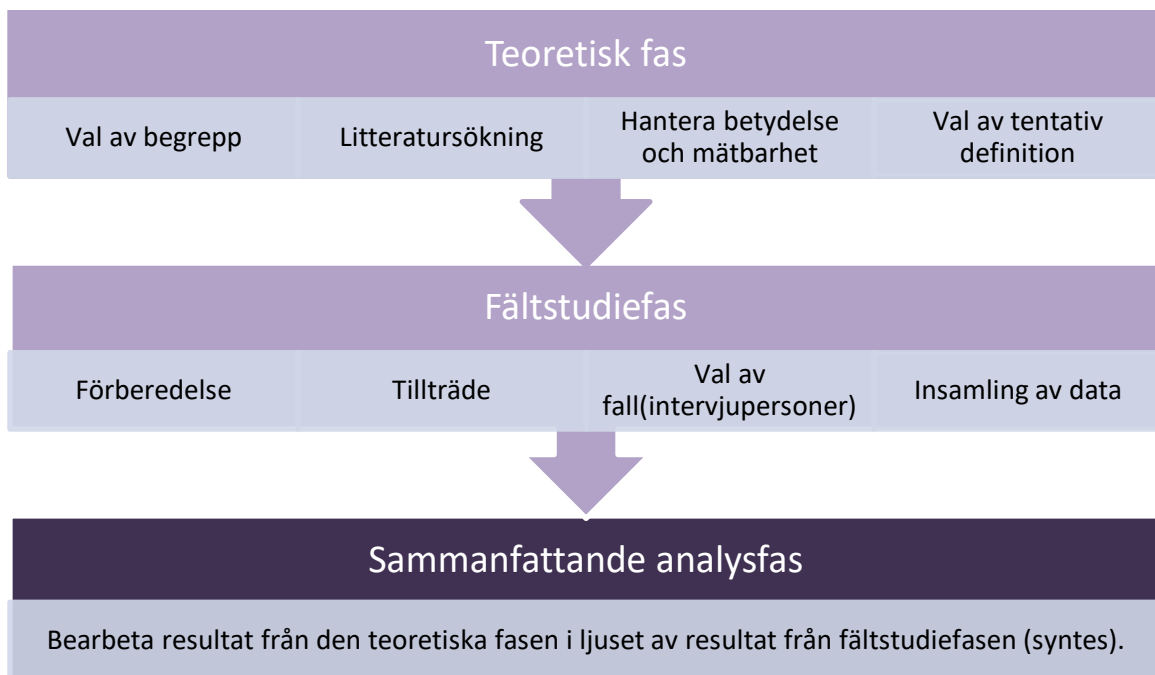 Teoretisk fas
Val av begrepp
Litteratursökning
Hantera betydelse
och mätbarhet
Val av tentativ
definition
Fältstudiefas
Förberedelse
Tillträde
Val av
fall(intervjupersoner)
Insamling av data
Sammanfattande analysfas
Bearbeta resultat från den teoretiska fasen i ljuset av resultat från fältstudiefasen (syntes).